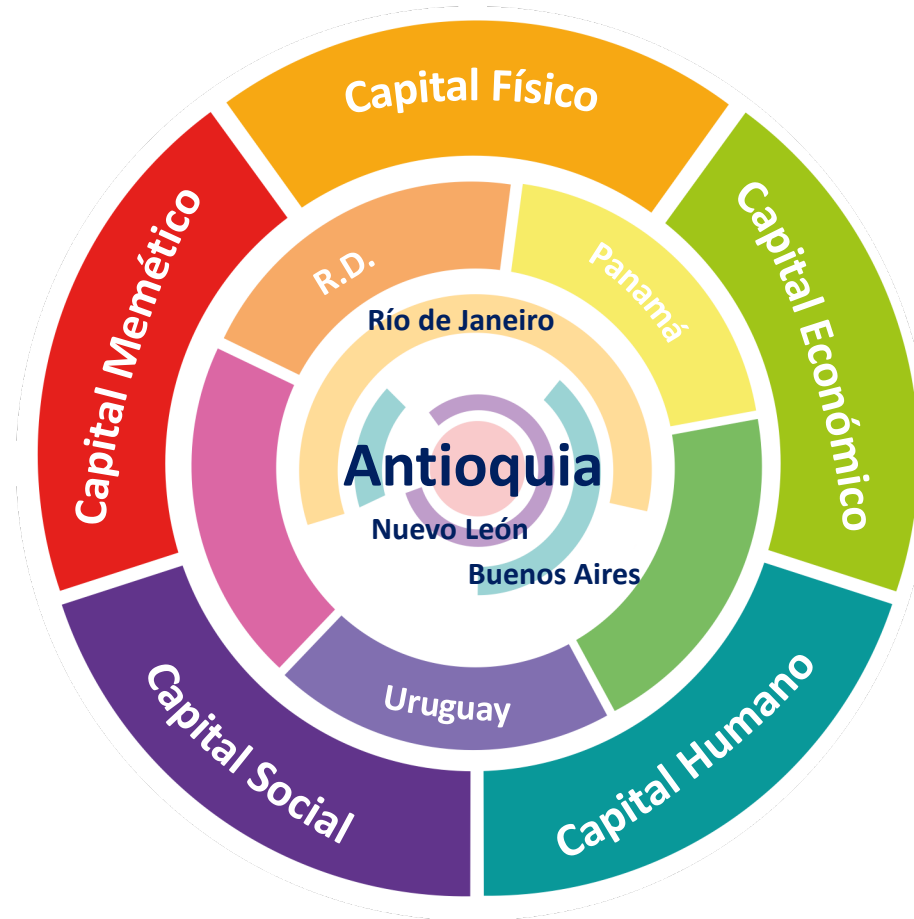 Capital Físico
Capital Económico
Capital Humano
Capital Social
Capital Memético
R.D.
Panamá
Uruguay
Río de Janeiro
Antioquia
Nuevo León
Buenos Aires